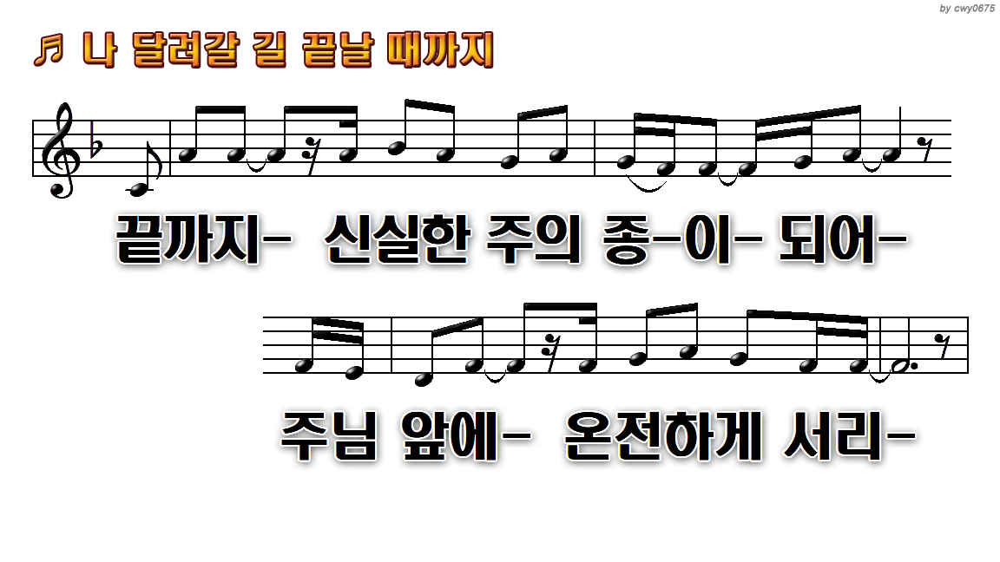 by cwy0675
♬ 나 달려갈 길 끝날 때까지
끝까지- 신실한 주의 종-이- 되어-
주님 앞에- 온전하게 서리-